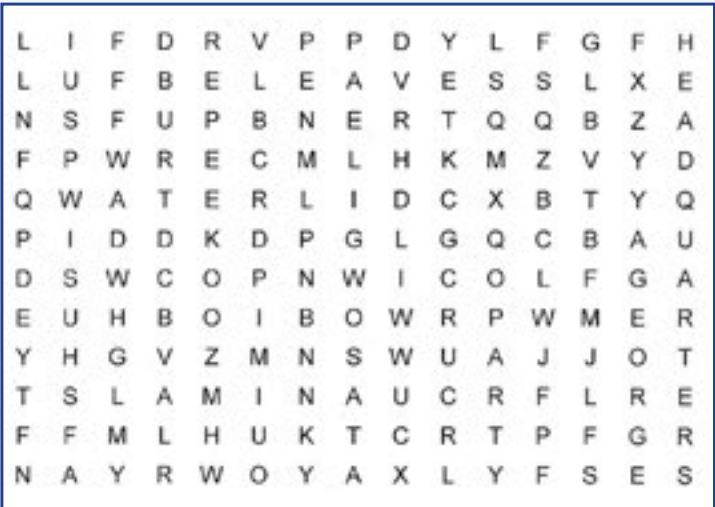 L I F D R V P P D Y L F G F H
L U F B E L E A V E S S L X E
N S F U P B N E R T Q Q B Z A
F P W R E C M L H K M Z V Y D
Q W A T E R L I D C X B T Y Q
P I D D K D P G L G Q C B A U
D S W C O P N W I C O L F G A
E U H B O I B O W R P W M E R
Y H G V Z M N S W U A J J O T
T S L A M I N A U C R F L R E
F F M L H U K T C R T P F G R
N A Y R W O Y A X L Y F S E S